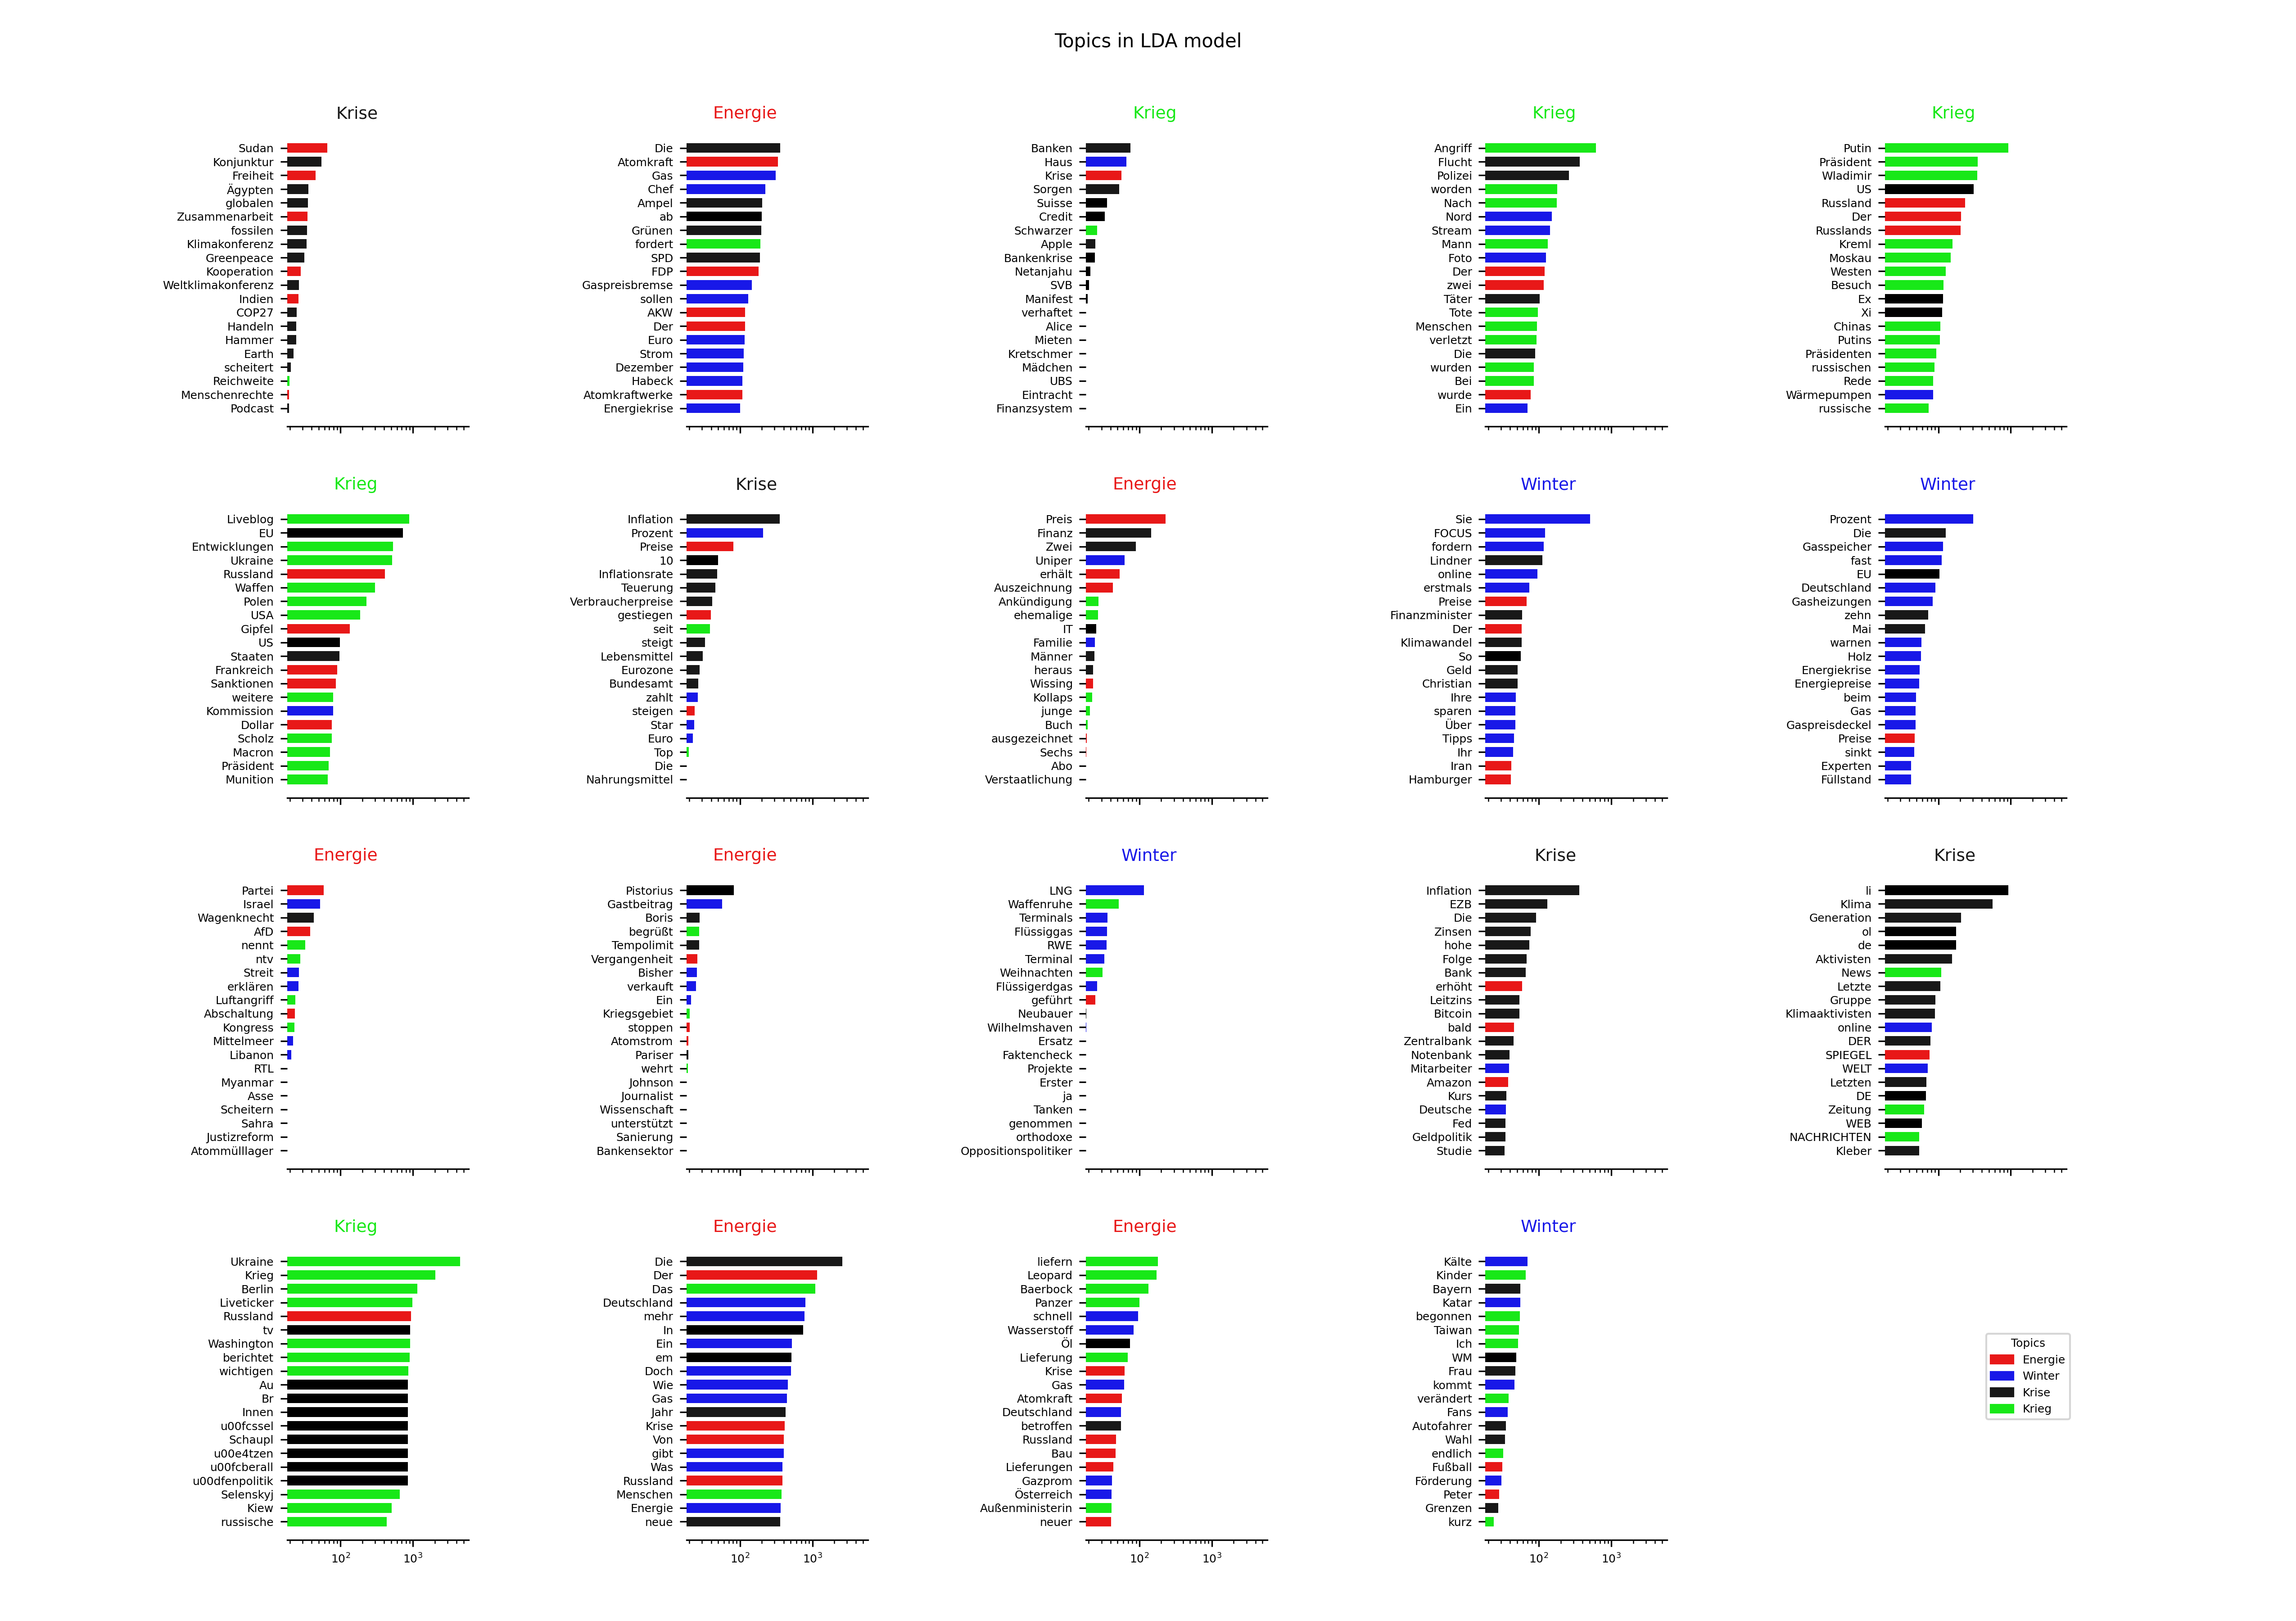 Topics in LDA model
Krise
Sudan
Konjunktur
Freiheit
Ägypten
globalen
Zusammenarbeit
fossilen
Klimakonferenz
Greenpeace
Kooperation
Weltklimakonferenz
Indien
COP27
Handeln
Hammer
Earth
scheitert
Reichweite
Menschenrechte
Podcast
Energie
Die
Atomkraft
Gas
Chef
Ampel
ab
Grünen
fordert
SPD
FDP
Gaspreisbremse
sollen
AKW
Der
Euro
Strom
Dezember
Habeck
Atomkraftwerke
Energiekrise
Krieg
Banken
Haus
Krise
Sorgen
Suisse
Credit
Schwarzer
Apple
Bankenkrise
Netanjahu
SVB
Manifest
verhaftet
Alice
Mieten
Kretschmer
Mädchen
UBS
Eintracht
Finanzsystem
Krieg
Angriff
Flucht
Polizei
worden
Nach
Nord
Stream
Mann
Foto
Der
zwei
Täter
Tote
Menschen
verletzt
Die
wurden
Bei
wurde
Ein
Krieg
Putin
Präsident
Wladimir
US
Russland
Der
Russlands
Kreml
Moskau
Westen
Besuch
Ex
Xi
Chinas
Putins
Präsidenten
russischen
Rede
Wärmepumpen
russische
Krieg
Liveblog
EU
Entwicklungen
Ukraine
Russland
Waffen
Polen
USA
Gipfel
US
Staaten
Frankreich
Sanktionen
weitere
Kommission
Dollar
Scholz
Macron
Präsident
Munition
Krise
Inflation
Prozent
Preise
10
Inflationsrate
Teuerung
Verbraucherpreise
gestiegen
seit
steigt
Lebensmittel
Eurozone
Bundesamt
zahlt
steigen
Star
Euro
Top
Die
Nahrungsmittel
Energie
Preis
Finanz
Zwei
Uniper
erhält
Auszeichnung
Ankündigung
ehemalige
IT
Familie
Männer
heraus
Wissing
Kollaps
junge
Buch
ausgezeichnet
Sechs
Abo
Verstaatlichung
Winter
Sie
FOCUS
fordern
Lindner
online
erstmals
Preise
Finanzminister
Der
Klimawandel
So
Geld
Christian
Ihre
sparen
Über
Tipps
Ihr
Iran
Hamburger
Winter
Prozent
Die
Gasspeicher
fast
EU
Deutschland
Gasheizungen
zehn
Mai
warnen
Holz
Energiekrise
Energiepreise
beim
Gas
Gaspreisdeckel
Preise
sinkt
Experten
Füllstand
Energie
Partei
Israel
Wagenknecht
AfD
nennt
ntv
Streit
erklären
Luftangriff
Abschaltung
Kongress
Mittelmeer
Libanon
RTL
Myanmar
Asse
Scheitern
Sahra
Justizreform
Atommülllager
Energie
Pistorius
Gastbeitrag
Boris
begrüßt
Tempolimit
Vergangenheit
Bisher
verkauft
Ein
Kriegsgebiet
stoppen
Atomstrom
Pariser
wehrt
Johnson
Journalist
Wissenschaft
unterstützt
Sanierung
Bankensektor
Winter
LNG
Waffenruhe
Terminals
Flüssiggas
RWE
Terminal
Weihnachten
Flüssigerdgas
geführt
Neubauer
Wilhelmshaven
Ersatz
Faktencheck
Projekte
Erster
ja
Tanken
genommen
orthodoxe
Oppositionspolitiker
Krise
Inflation
EZB
Die
Zinsen
hohe
Folge
Bank
erhöht
Leitzins
Bitcoin
bald
Zentralbank
Notenbank
Mitarbeiter
Amazon
Kurs
Deutsche
Fed
Geldpolitik
Studie
Krise
li
Klima
Generation
ol
de
Aktivisten
News
Letzte
Gruppe
Klimaaktivisten
online
DER
SPIEGEL
WELT
Letzten
DE
Zeitung
WEB
NACHRICHTEN
Kleber
Krieg
Ukraine
Krieg
Berlin
Liveticker
Russland
tv
Washington
berichtet
wichtigen
Au
Br
Innen
u00fcssel
Schaupl
u00e4tzen
u00fcberall
u00dfenpolitik
Selenskyj
Kiew
russische
10²
10³
Energie
Die
Der
Das
Deutschland
mehr
In
Ein
em
Doch
Wie
Gas
Jahr
Krise
Von
gibt
Was
Russland
Menschen
Energie
neue
10²
10³
Energie
liefern
Leopard
Baerbock
Panzer
schnell
Wasserstoff
Öl
Lieferung
Krise
Gas
Atomkraft
Deutschland
betroffen
Russland
Bau
Lieferungen
Gazprom
Österreich
Außenministerin
neuer
10²
10³
Winter
Kälte
Kinder
Bayern
Katar
begonnen
Taiwan
Ich
WM
Frau
kommt
verändert
Fans
Autofahrer
Wahl
endlich
Fußball
Förderung
Peter
Grenzen
kurz
10²
10³
Topics
Energie
Winter
Krise
Krieg